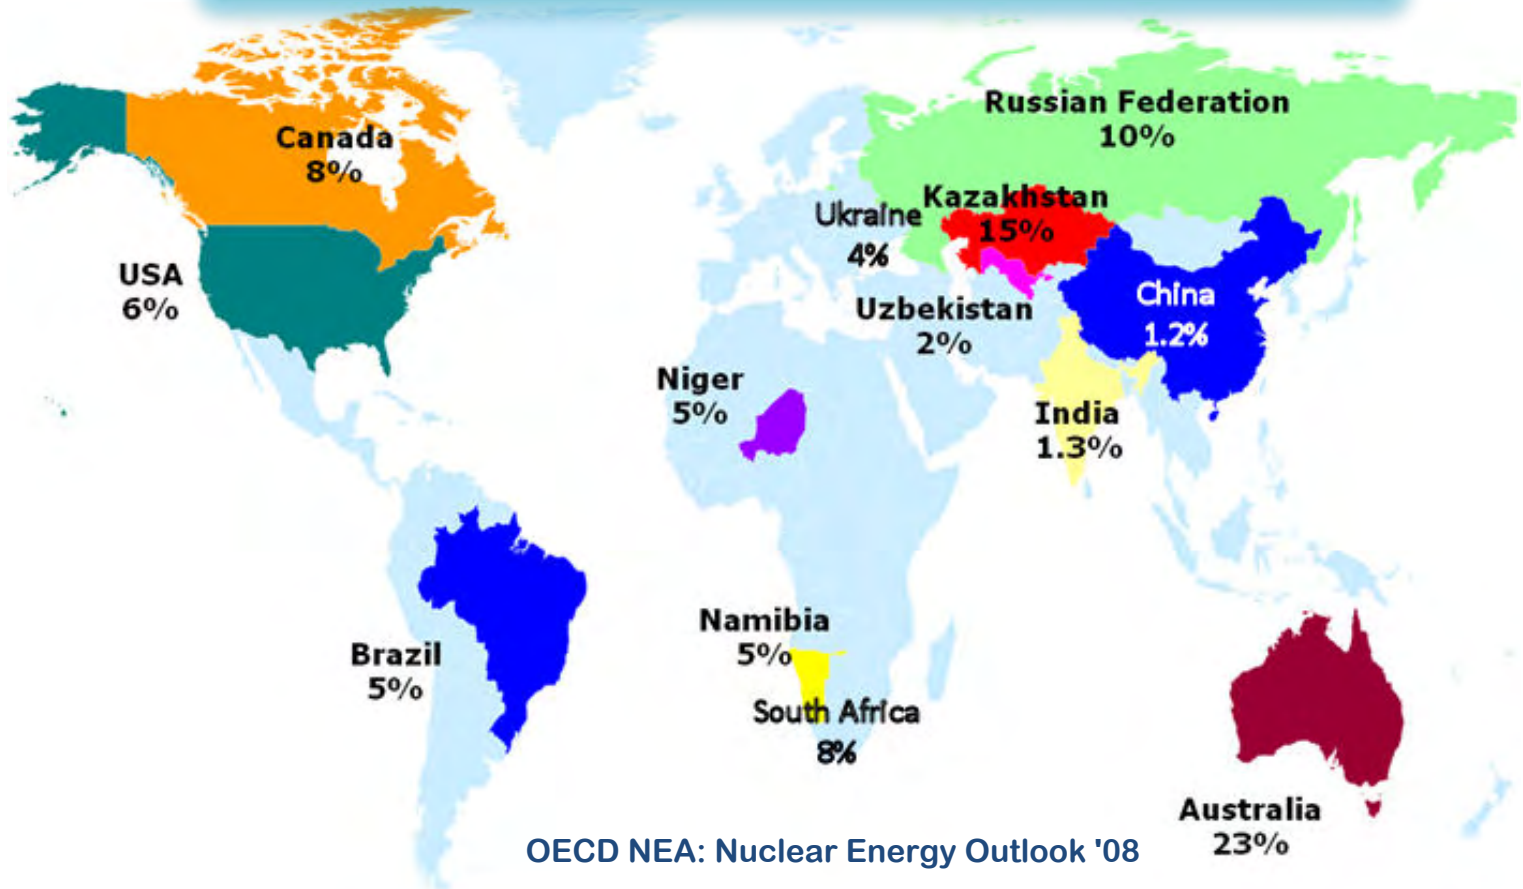 Canada
8%
Russian Federation
10%
Kazakhstan
15%
Ukraine
4%
USA
6%
China
1.2%
Uzbekistan
2%
Niger
5%
India
1.3%
Namibia
5%
Brazil
5%
South Africa
8%
Australia
23%
OECD NEA: Nuclear Energy Outlook '08